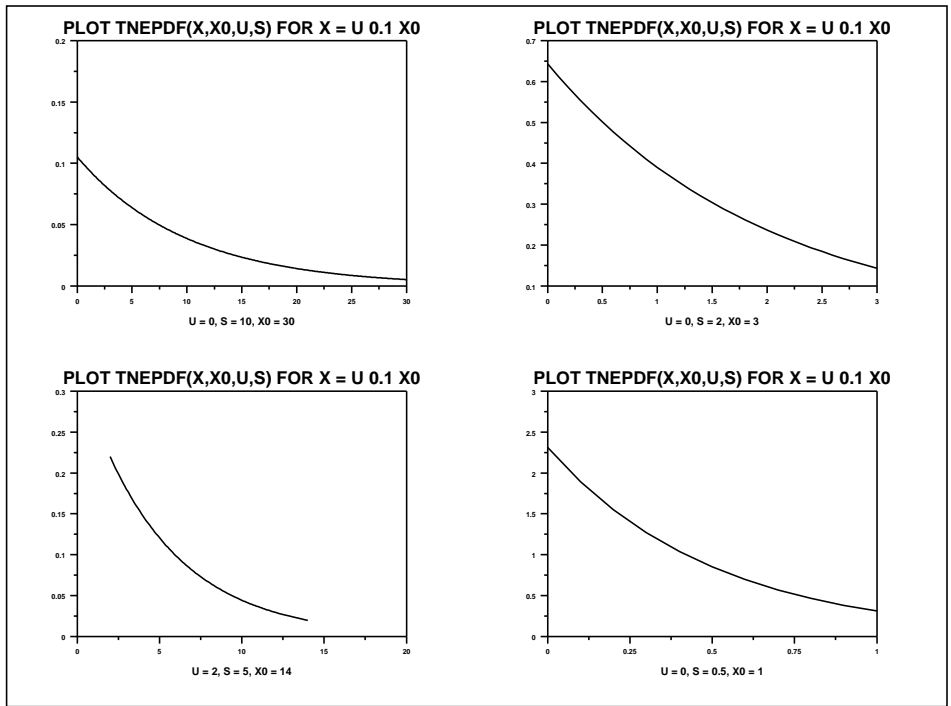 PLOT TNEPDF(X,X0,U,S) FOR X = U 0.1 X0
0.2
0.15
0.1
0.05
0
0 5 10 15 20 25 30
U = 0, S = 10, X0 = 30
PLOT TNEPDF(X,X0,U,S) FOR X = U 0.1 X0
0.7
0.6
0.5
0.4
0.3
0.2
0.1
0 0.5 1 1.5 2 2.5 3
U = 0, S = 2, X0 = 3
PLOT TNEPDF(X,X0,U,S) FOR X = U 0.1 X0
0.3
0.25
0.2
0.15
0.1
0.05
0
0 5 10 15 20
U = 2, S = 5, X0 = 14
PLOT TNEPDF(X,X0,U,S) FOR X = U 0.1 X0
3
2.5
2
1.5
1
0.5
0
0 0.25 0.5 0.75 1
U = 0, S = 0.5, X0 = 1